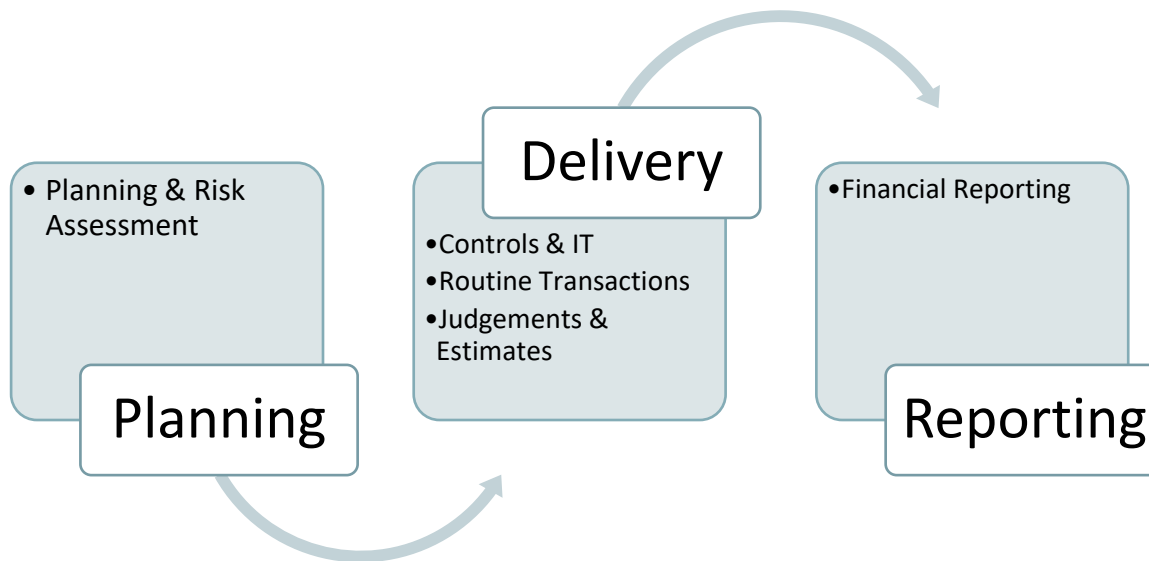 • Planning & Risk
Assessment
Planning
Delivery
•Controls & IT
•Routine Transactions
•Judgements &
Estimates
•Financial Reporting
Reporting